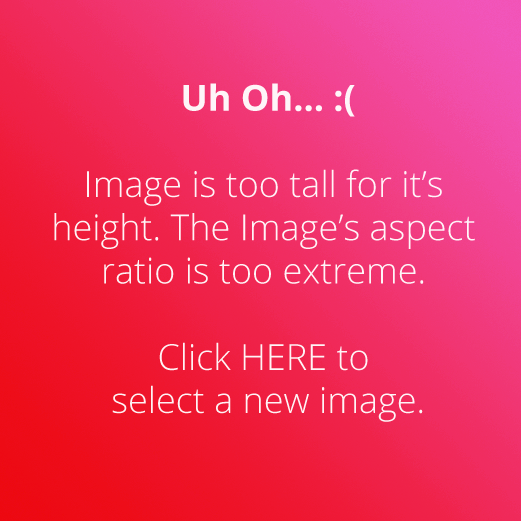 Uh Oh... :(
Image is too tall for it’s
height. The Image’s aspect
ratio is too extreme.
Click HERE to
select a new image.